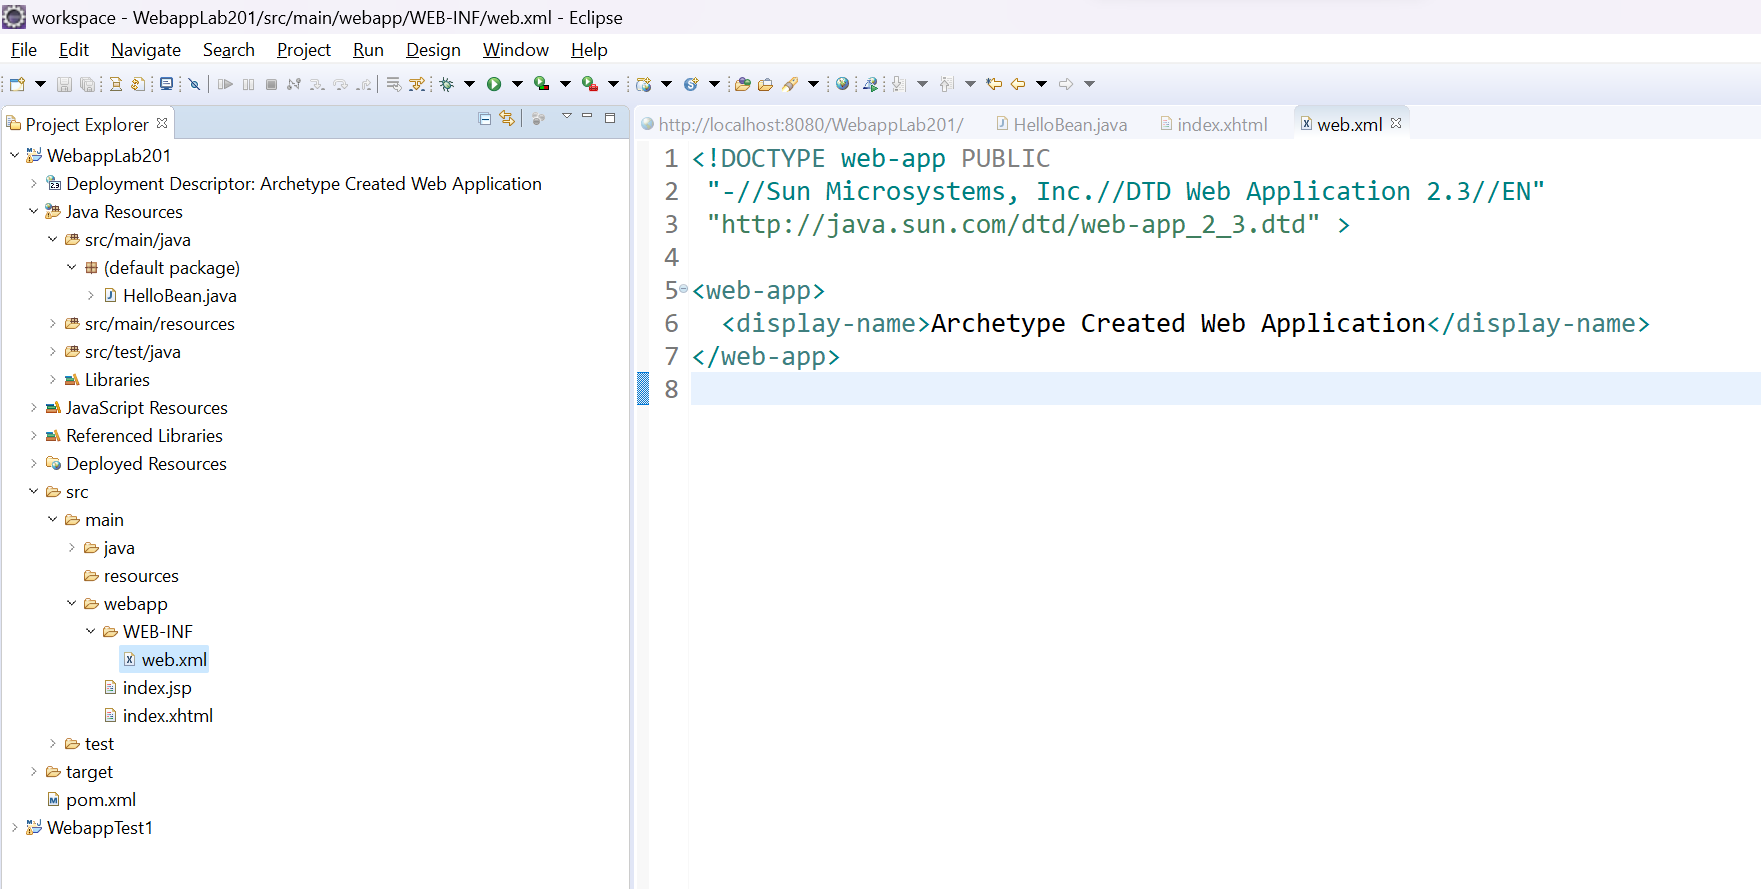 workspace - WebappLab201/src/main/webapp/WEB-INF/web.xml - Eclipse
File Edit Navigate Search Project Run Design Window Help
Project Explorer
WebappLab201
Deployment Descriptor: Archetype Created Web Application
Java Resources
src/main/java
(default package)
HelloBean.java
src/main/resources
src/test/java
Libraries
JavaScript Resources
Referenced Libraries
Deployed Resources
src
main
java
resources
webapp
WEB-INF
web.xml
index.jsp
index.xhtml
test
target
pom.xml
WebappTest1
http://localhost:8080/WebappLab201/ HelloBean.java index.xhtml web.xml
1 <!DOCTYPE web-app PUBLIC
2 "-//Sun Microsystems, Inc.//DTD Web Application 2.3//EN"
3 "http://java.sun.com/dtd/web-app_2_3.dtd" >
4
5 <web-app>
6 <display-name>Archetype Created Web Application</display-name>
7 </web-app>
8